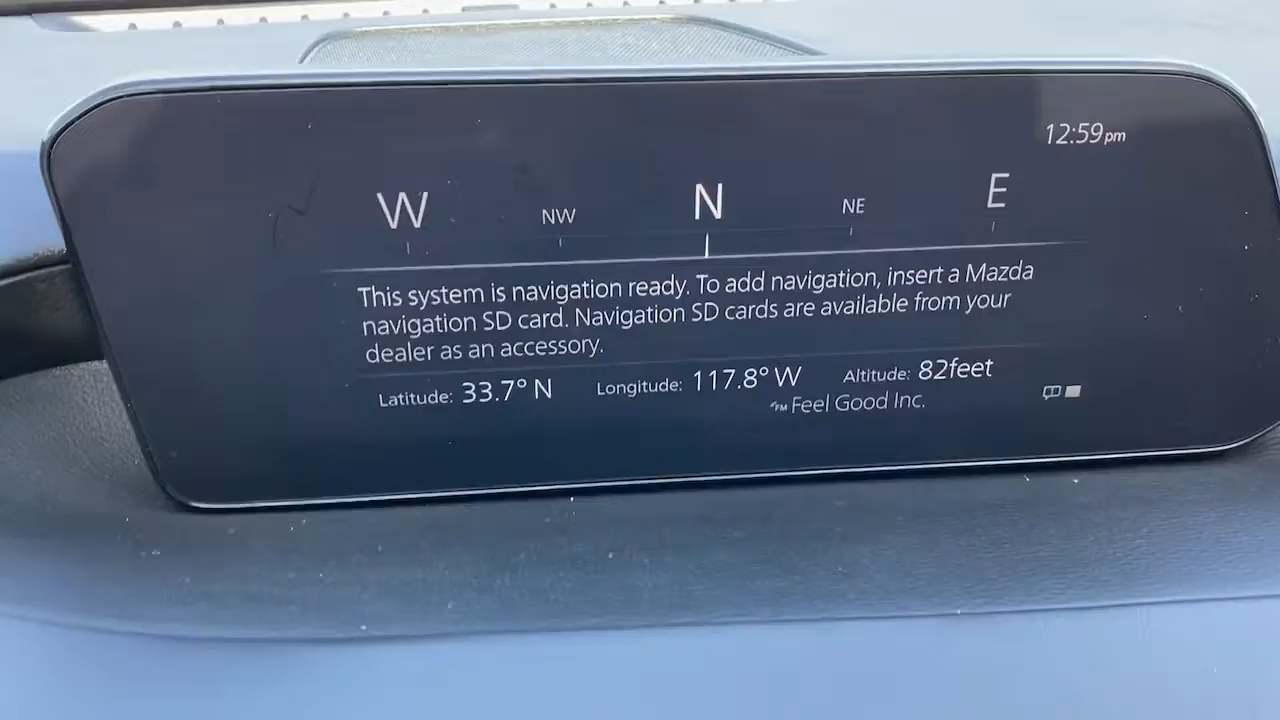 12:59pm
W NW N NE E
This system is navigation ready. To add navigation, insert a Mazda
navigation SD card. Navigation SD cards are available from your
dealer as an accessory.
Latitude: 33.7° N Longitude: 117.8° W Altitude: 82feet
FM Feel Good Inc.